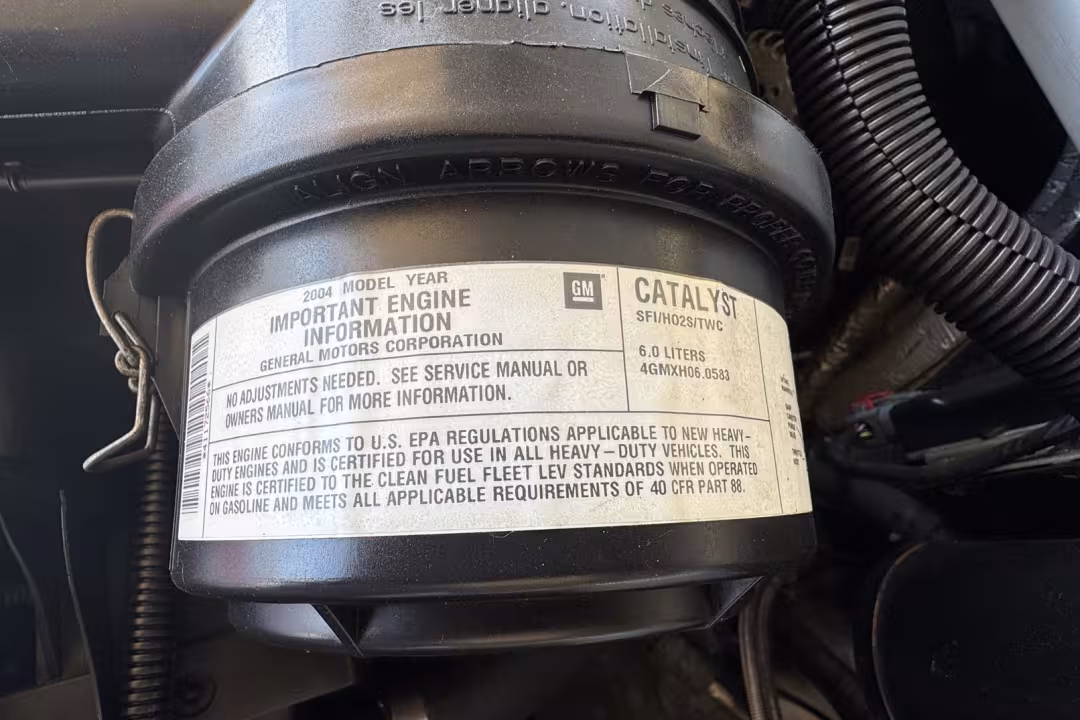 l'installation, aligner les
ALIGN ARROWS FOR PROPER
2004 MODEL YEAR
IMPORTANT ENGINE
INFORMATION
GENERAL MOTORS CORPORATION
GM
NO ADJUSTMENTS NEEDED. SEE SERVICE MANUAL OR
OWNERS MANUAL FOR MORE INFORMATION.
CATALYST
SFI/HO2S/TWC
6.0 LITERS
4GMXH06.0583
THIS ENGINE CONFORMS TO U.S. EPA REGULATIONS APPLICABLE TO NEW HEAVY-
DUTY ENGINES AND IS CERTIFIED FOR USE IN ALL HEAVY-DUTY VEHICLES. THIS
ENGINE IS CERTIFIED TO THE CLEAN FUEL FLEET LEV STANDARDS WHEN OPERATED
ON GASOLINE AND MEETS ALL APPLICABLE REQUIREMENTS OF 40 CFR PART 88.